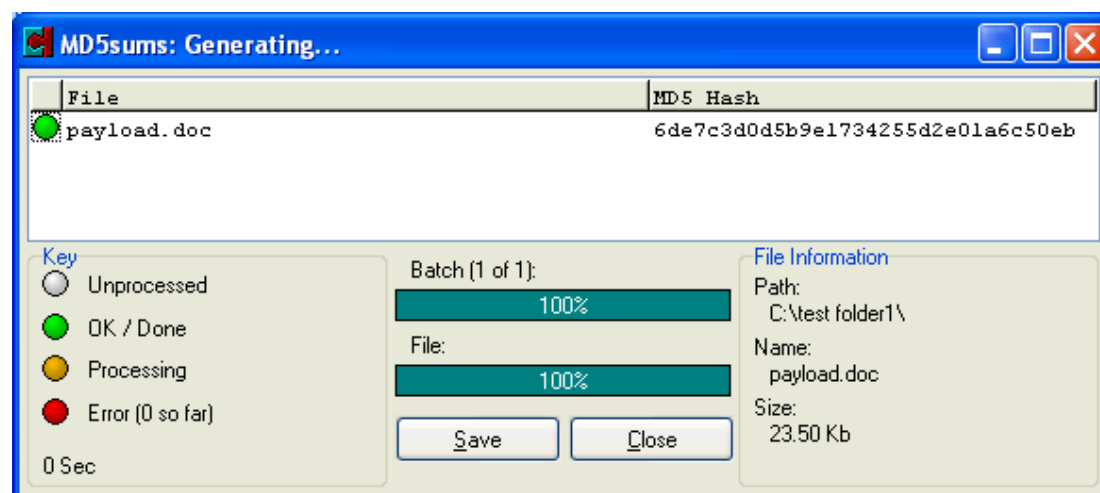 MD5sums: Generating...
File MD5 Hash
payload.doc 6de7c3d0d5b9e1734255d2e01a6c50eb
Key
Unprocessed
OK / Done
Processing
Error (0 so far)
0 Sec
Batch (1 of 1):
100%
File:
100%
Save Close
File Information
Path:
C:\test folder1\
Name:
payload.doc
Size:
23.50 Kb